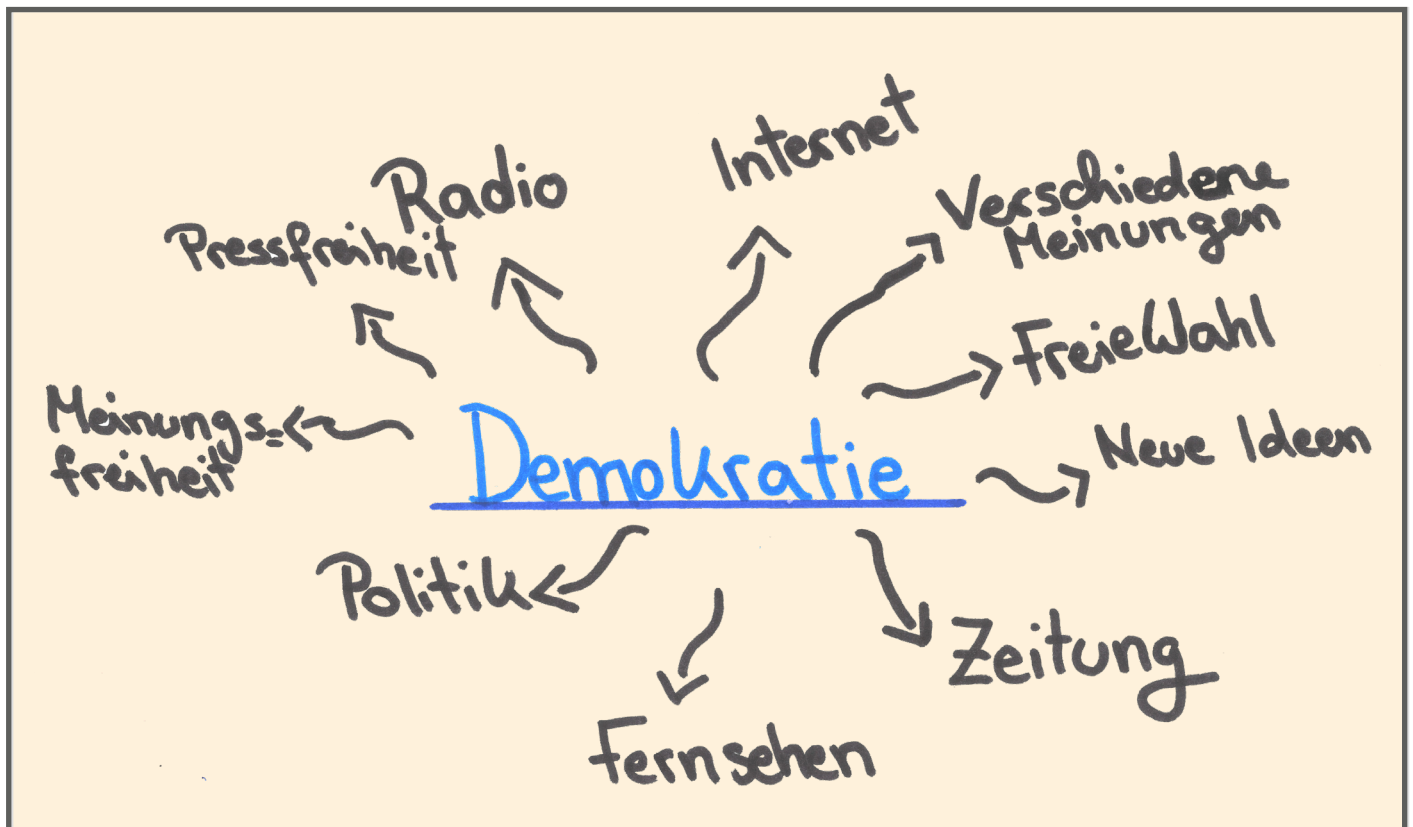 Internet
Radio
Verschiedene
Meinungen
Pressfreiheit
FreieWahl
Meinungs=
freiheit
Neue Ideen
Demokratie
Politik
Zeitung
Fernsehen